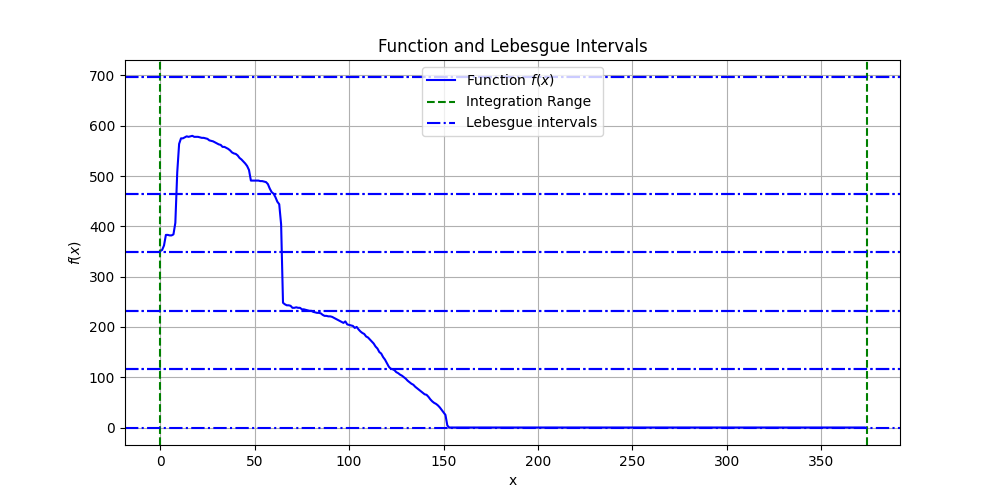 Function and Lebesgue Intervals
Function f(x)
Integration Range
Lebesgue intervals
f(x)
700
600
500
400
300
200
100
0
0 50 100 150 200 250 300 350
x